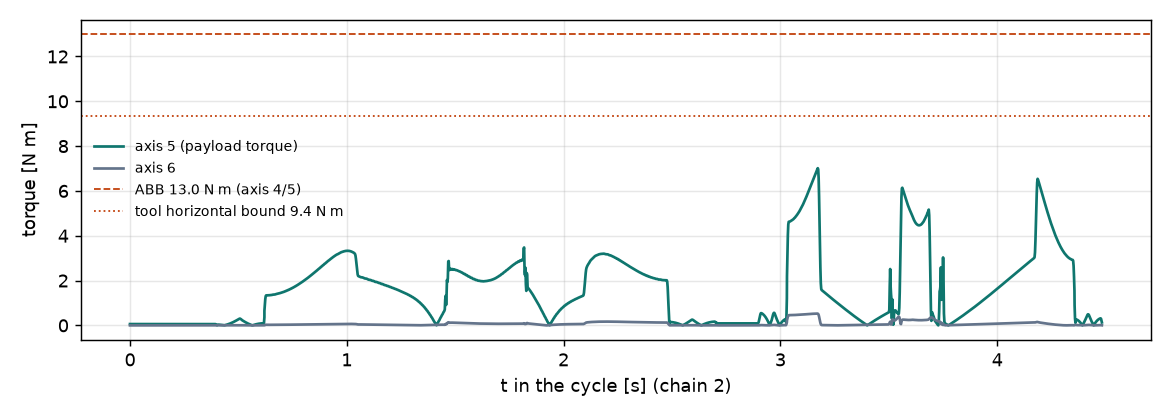 12
10
8
6
4
2
0
torque [N m]
axis 5 (payload torque)
axis 6
ABB 13.0 N m (axis 4/5)
tool horizontal bound 9.4 N m
0 1 2 3 4
t in the cycle [s] (chain 2)